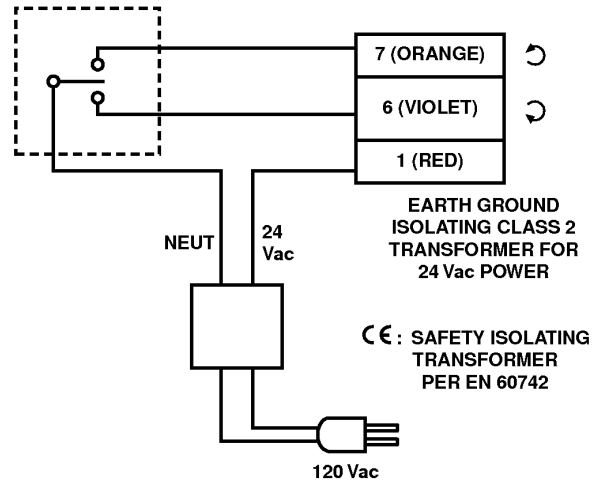 7 (ORANGE)
6 (VIOLET)
1 (RED)
EARTH GROUND
ISOLATING CLASS 2
TRANSFORMER FOR
24 Vac POWER
NEUT
24
Vac
CE : SAFETY ISOLATING
TRANSFORMER
PER EN 60742
120 Vac